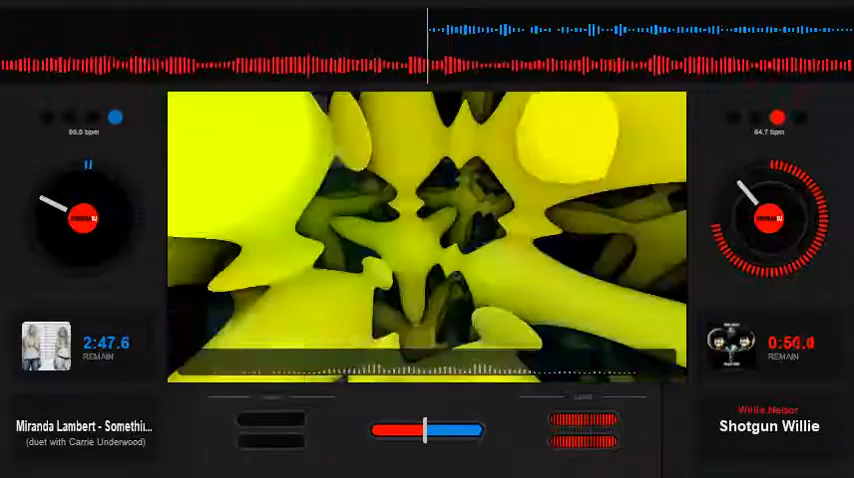 90.0 bpm
64.7 bpm
2:47.6
REMAIN
0:50.0
REMAIN
Miranda Lambert - Somethi...
(duet with Carrie Underwood)
Willie Nelson
Shotgun Willie